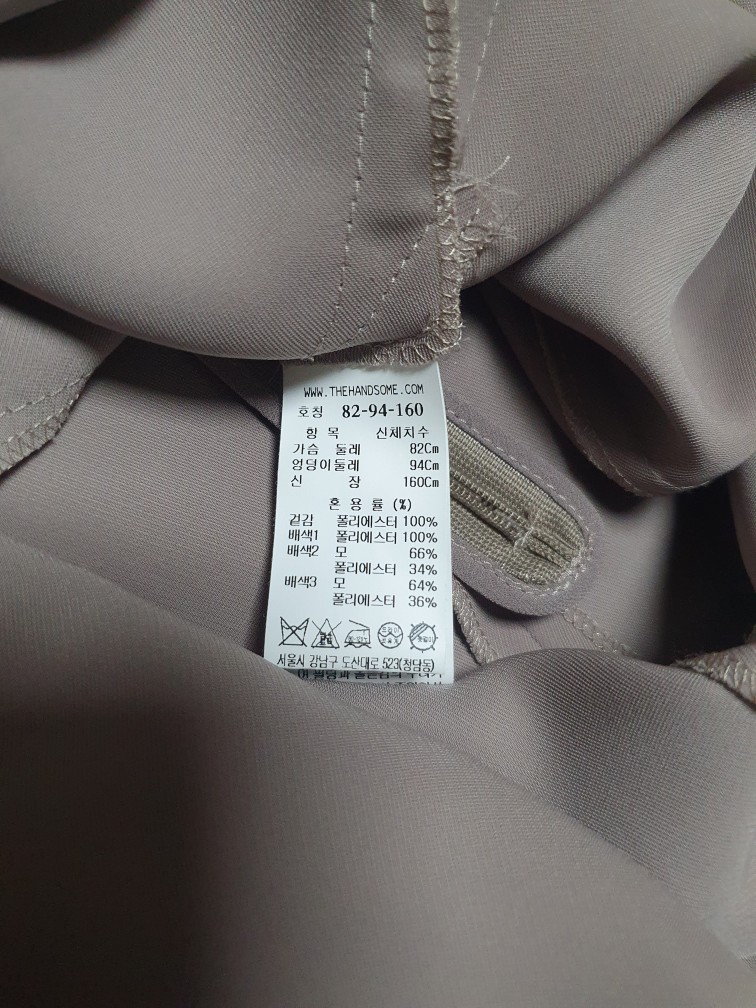 WWW.THEHANDSOME.COM
호칭 82-94-160
항 목 신체치수
가슴 둘레 82Cm
엉덩이둘레 94Cm
신 장 160Cm
혼 용 률 (%)
겉감 폴리에스터 100%
배색1 폴리에스터 100%
배색2 모 66%
폴리에스터 34%
배색3 모 64%
폴리에스터 36%
서울시 강남구 도산대로 523(청담동)